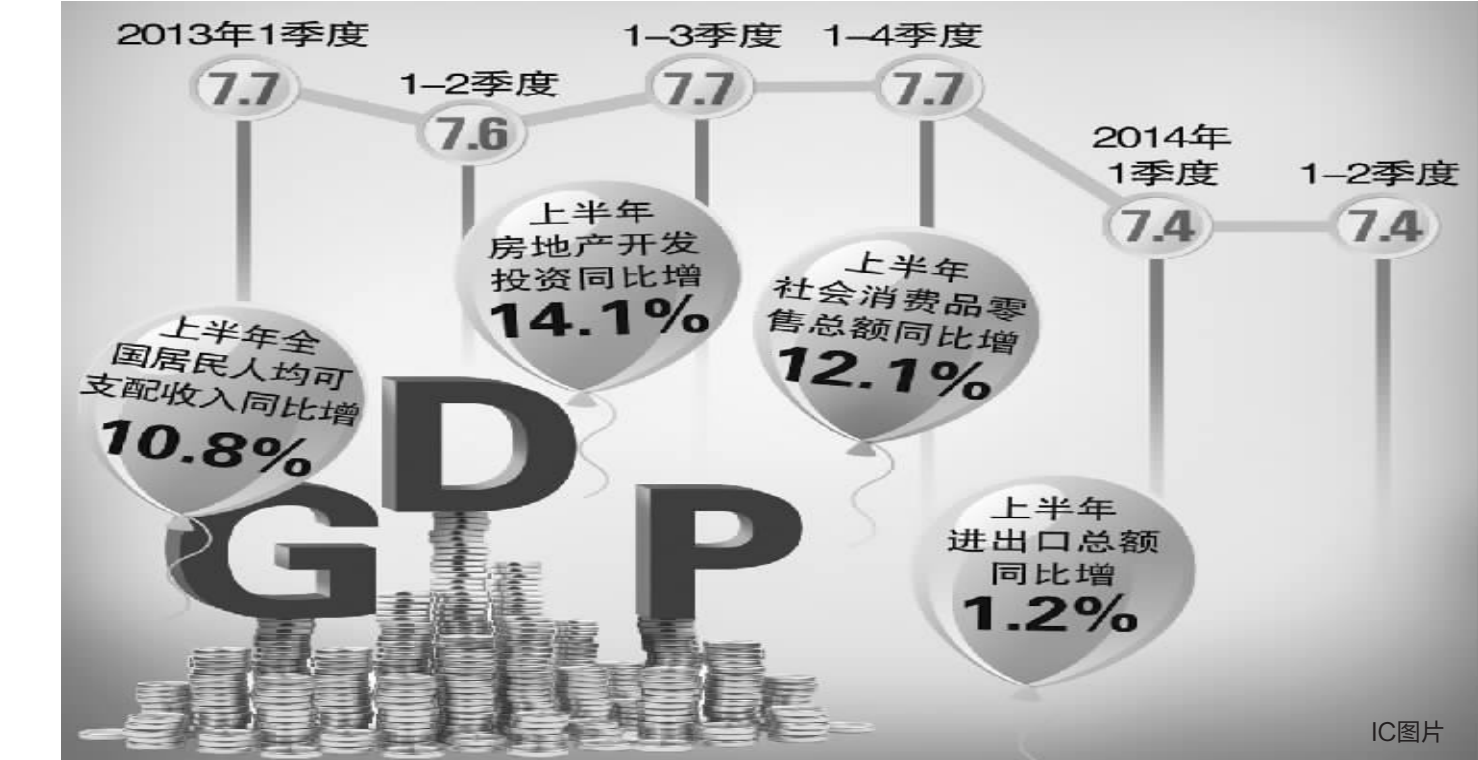 2013年1季度
7.7
1–2季度
7.6
1–3季度
7.7
1–4季度
7.7
2014年
1季度
7.4
1–2季度
7.4
上半年全
国居民人均可
支配收入同比增
10.8%
上半年
房地产开发
投资同比增
14.1%
上半年
社会消费品零
售总额同比增
12.1%
上半年
进出口总额
同比增
1.2%
GDP
IC图片